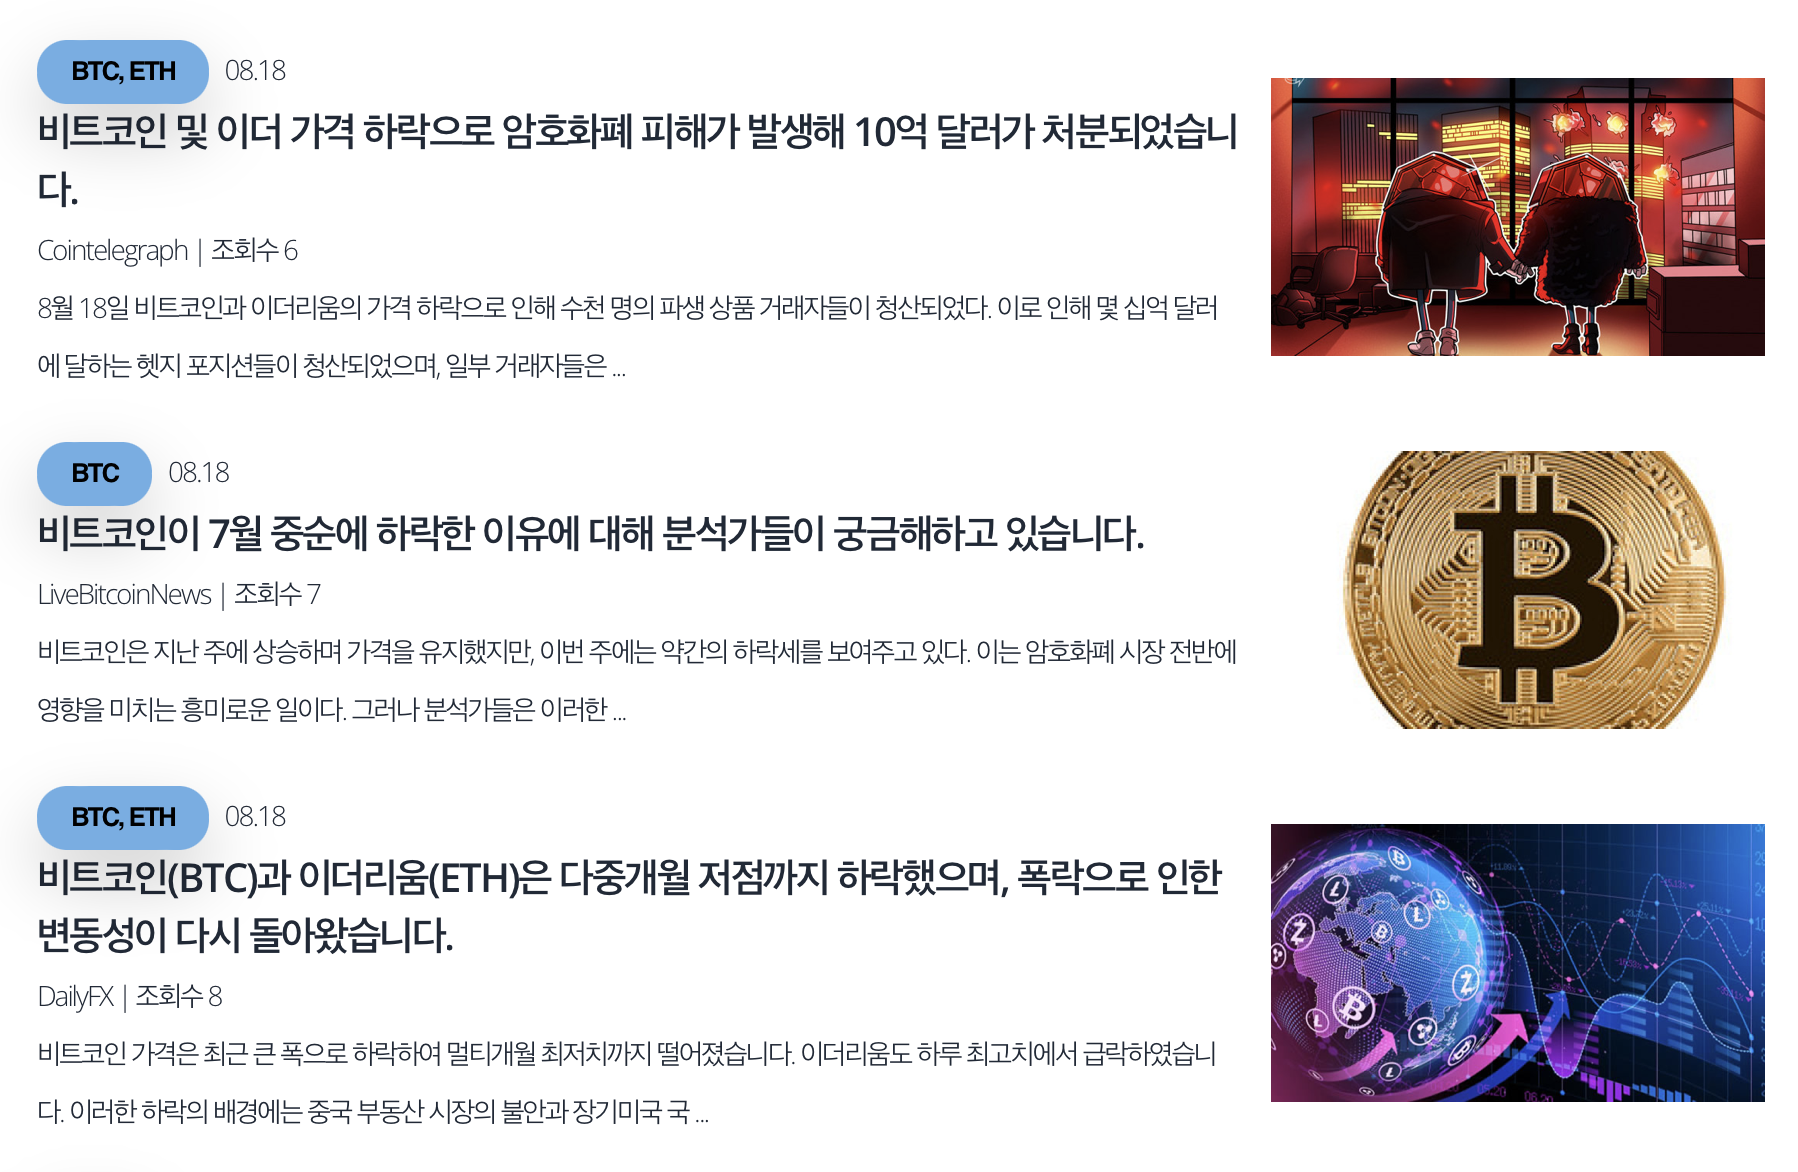 BTC, ETH 08.18
비트코인 및 이더 가격 하락으로 암호화폐 피해가 발생해 10억 달러가 처분되었습니
다.
Cointelegraph | 조회수 6
8월 18일 비트코인과 이더리움의 가격 하락으로 인해 수천 명의 파생 상품 거래자들이 청산되었다. 이로 인해 몇 십억 달러
에 달하는 헷지 포지션들이 청산되었으며, 일부 거래자들은 ...
BTC 08.18
비트코인이 7월 중순에 하락한 이유에 대해 분석가들이 궁금해하고 있습니다.
LiveBitcoinNews | 조회수 7
비트코인은 지난 주에 상승하며 가격을 유지했지만, 이번 주에는 약간의 하락세를 보여주고 있다. 이는 암호화폐 시장 전반에
영향을 미치는 흥미로운 일이다. 그러나 분석가들은 이러한 ...
BTC, ETH 08.18
비트코인(BTC)과 이더리움(ETH)은 다중개월 저점까지 하락했으며, 폭락으로 인한
변동성이 다시 돌아왔습니다.
DailyFX | 조회수 8
비트코인 가격은 최근 큰 폭으로 하락하여 멀티개월 최저치까지 떨어졌습니다. 이더리움도 하루 최고치에서 급락하였습니
다. 이러한 하락의 배경에는 중국 부동산 시장의 불안과 장기미국 국 ...